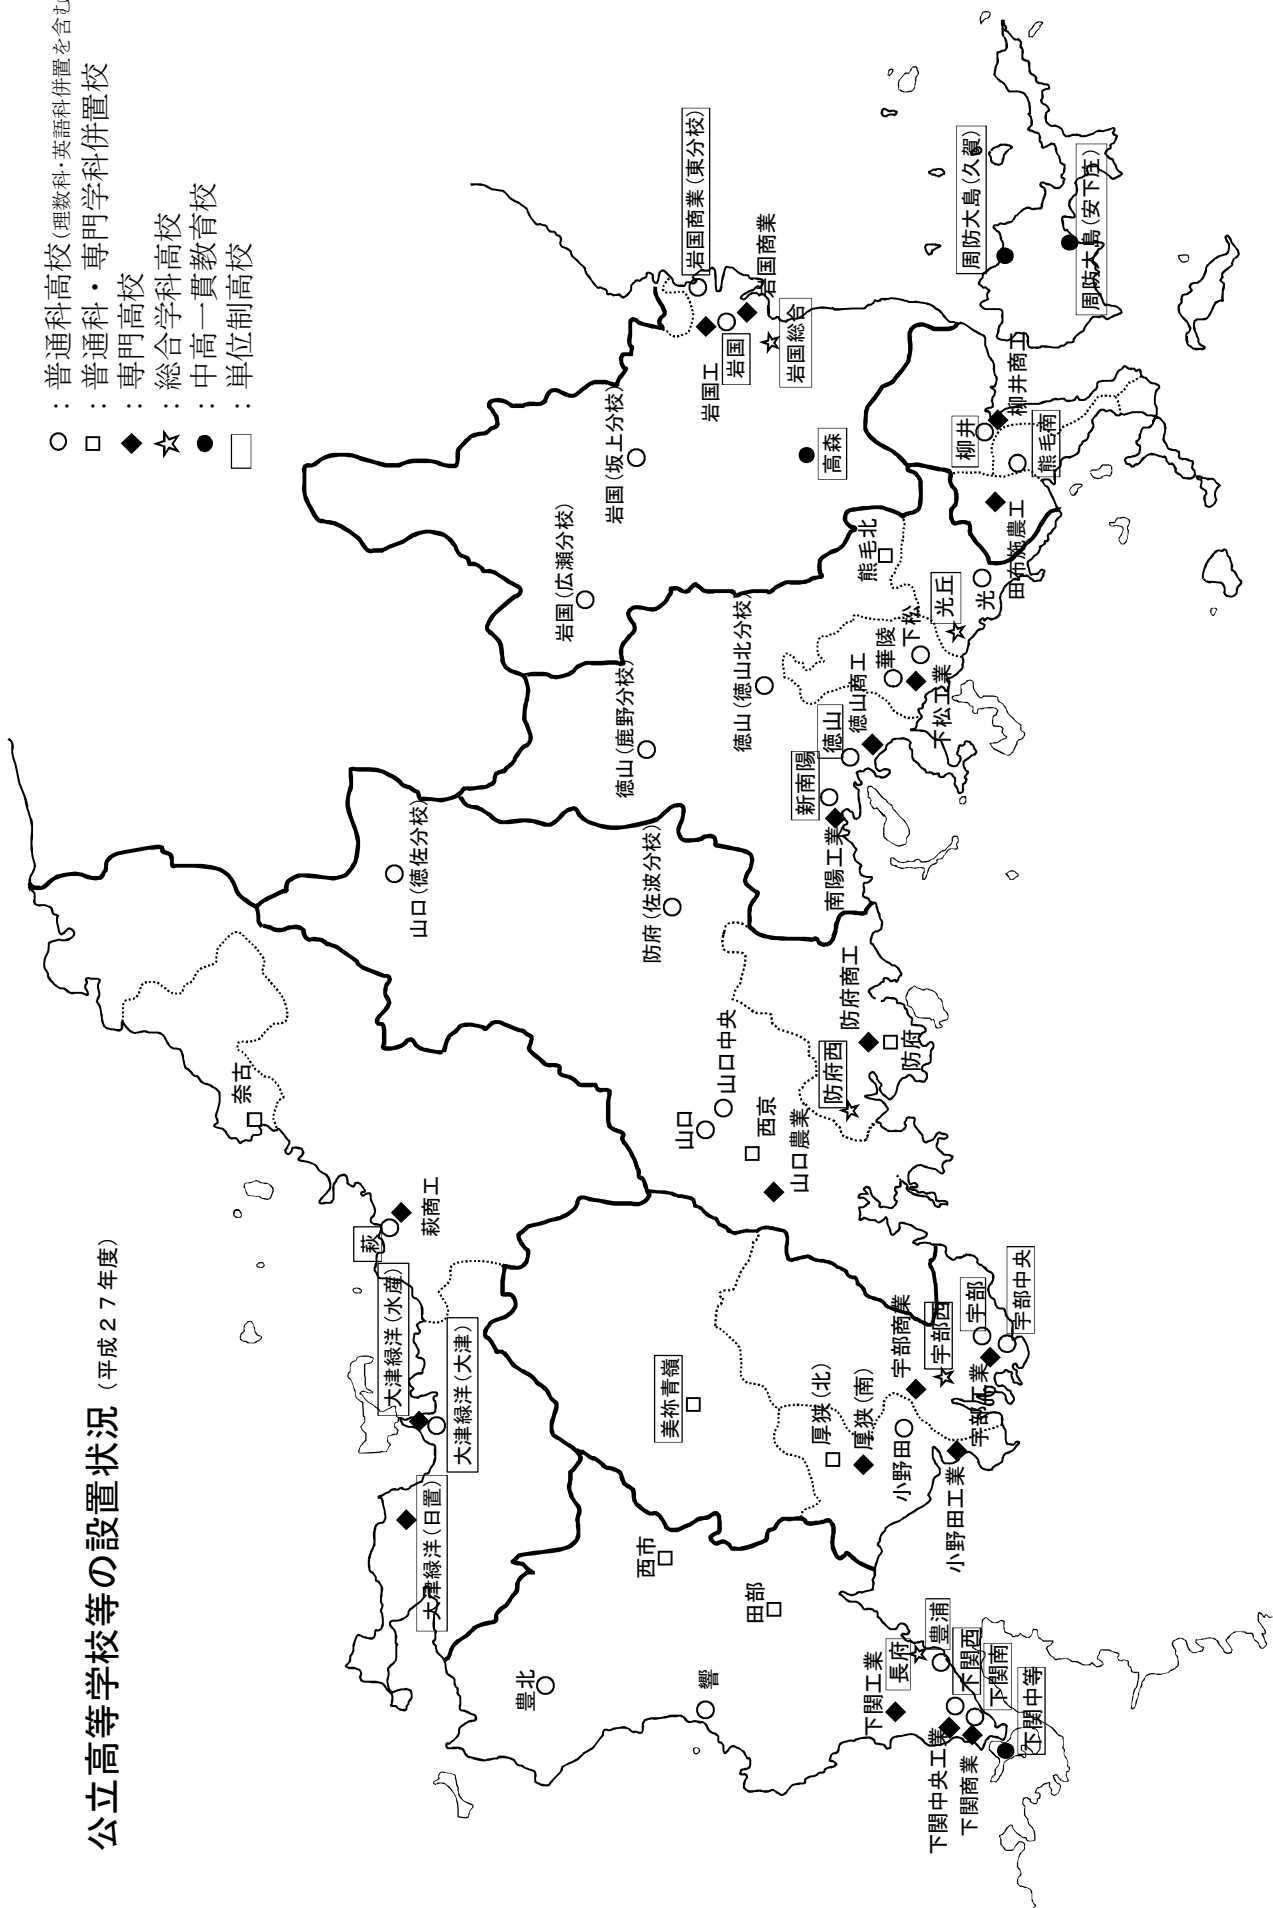 公立高等学校等の設置状況（平成２７年度）
○：普通科高校(理数科・英語科併置を含む
□：普通科・専門学科併置校
◆：専門高校
☆：総合学科高校
●：中高一貫教育校
：単位制高校
奈古
萩
萩商工
大津緑洋(水産)
大津緑洋(大津)
大津緑洋(日置)
山口(徳佐分校)
防府(佐波分校)
徳山(鹿野分校)
徳山(徳山北分校)
岩国(広瀬分校)
岩国(坂上分校)
岩国商業(東分校)
岩国商業
岩国工
岩国
岩国総合
高森
周防大島(久賀)
周防大島(安下庄)
柳井
柳井商工
熊毛南
田布施農工
熊毛北
光丘
光
下松
華陵
下松工業
徳山商工
徳山
新南陽
南陽工業
防府商工
防府
防府西
山口
山口中央
西京
山口農業
美祢青嶺
宇部商業
宇部西
宇部
宇部中央
宇部工業
厚狭(北)
厚狭(南)
小野田
小野田工業
西市
田部
豊北
響
下関工業
長府
豊浦
下関西
下関南
下関中等
下関中央工業
下関商業